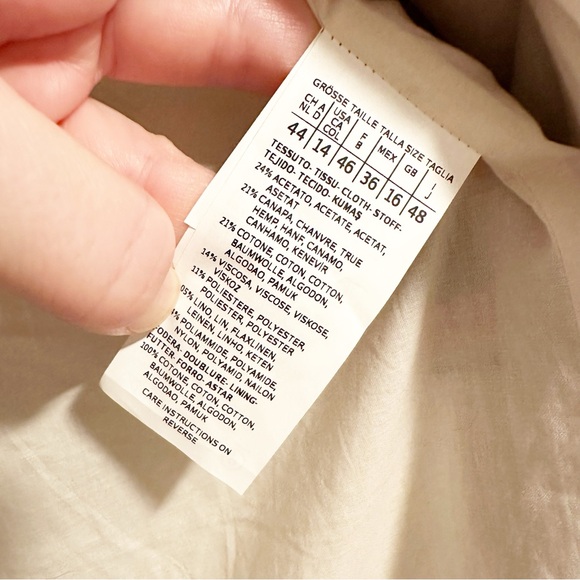 GRÖSSE TAILLE TALLA SIZE TAGLIA
CH A USA F MEX GB J
NL D CA B
COL
44 14 46 36 16 48
TESSUTO- TISSU- CLOTH- STOFF-
TEJIDO- TECIDO- KUMAS
24% ACETATO, ACETATE, ACETAT,
ASETAT
21% CANAPA, CHANVRE, TRUE
HEMP, HANF, CANAMO,
CANHAMO, KENEVIR
21% COTONE, COTON, COTTON,
BAUMWOLLE, ALGODON,
ALGODAO, PAMUK
14% VISCOSA, VISCOSE, VISKOSE,
VISKOZ
11% POLIESTERE, POLYESTER,
POLIESTER, POLYESTER
05% LINO, LIN, FLAXLINEN,
LEINEN, LINHO, KETEN
% POLIAMMIDE, POLYAMIDE,
NYLON, POLYAMID, NAILON
FODERA- DOUBLURE- LINING-
FUTTER- FORRO- ASTAR
100% COTONE, COTON, COTTON,
BAUMWOLLE, ALGODON,
ALGODAO, PAMUK
CARE INSTRUCTIONS ON
REVERSE